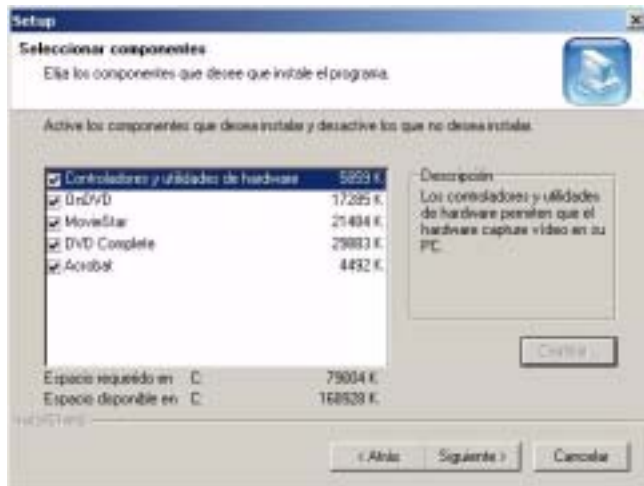 Setup
Seleccionar componentes
Elija los componentes que desee que instale el programa.
Active los componentes que desea instalar y desactive los que no desea instalar.
Controladores y utilidades de hardware 5859 K
OnDVD 17285 K
MovieStar 21484 K
DVD Complete 29883 K
Acrobat 4492 K
Descripción
Los controladores y utilidades
de hardware permiten que el
hardware capture vídeo en su
PC.
Espacio requerido en C: 79004 K
Espacio disponible en C: 168928 K
< Atrás Siguiente > Cancelar